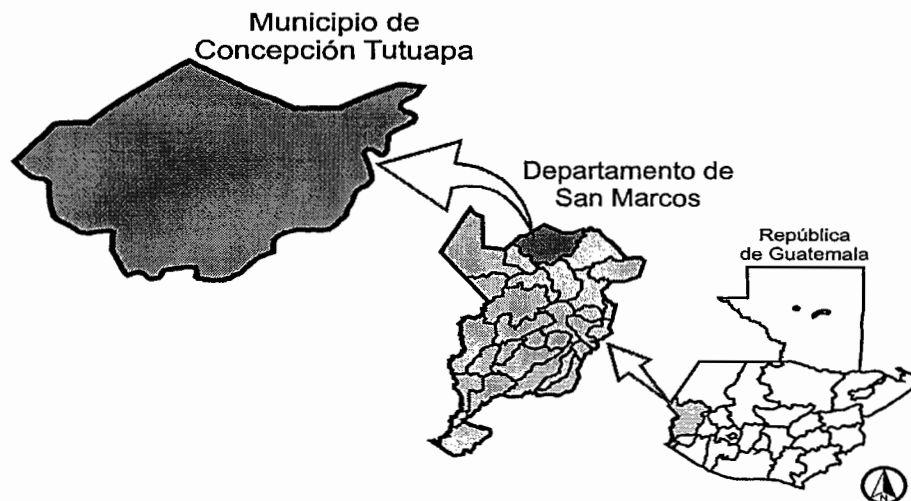 Municipio de
Concepción Tutuapa
Departamento de
San Marcos
República
de Guatemala
N